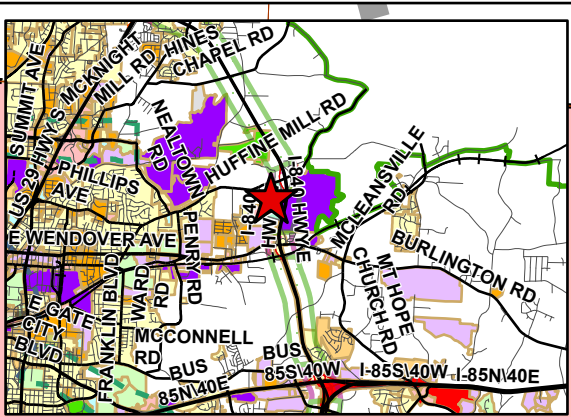 SUMMIT AVE
US 29 HWY S
MCKNIGHT
MILL RD
HINES
CHAPEL RD
NEALTOWN
RD
HUFFINE MILL RD
PHILLIPS
AVE
I-840
I-840 HWY E
MCLEANSVILLE
RD
E WENDOVER AVE
PENRY RD
BURLINGTON RD
MT HOPE
CHURCH RD
FRANKLIN BLVD
WARD
RD
E GATE
CITY
BLVD
MCCONNELL
RD
BUS
85N\40E
BUS
85S\40W
I-85S\40W
I-85N\40E